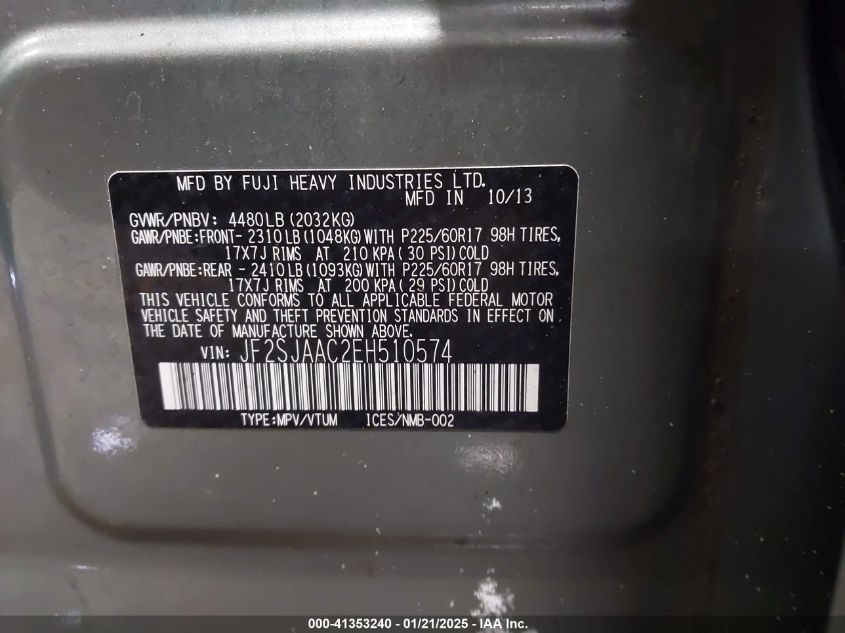 MFD BY FUJI HEAVY INDUSTRIES LTD.
MFD IN 10/13
GVWR/PNBV: 4480LB (2032KG)
GAWR/PNBE:FRONT- 2310LB (1048KG) WITH P225/60R17 98H TIRES,
17X7J RIMS AT 210 KPA ( 30 PSI) COLD
GAWR/PNBE:REAR - 2410LB (1093KG) WITH P225/60R17 98H TIRES,
17X7J RIMS AT 200 KPA ( 29 PSI) COLD
THIS VEHICLE CONFORMS TO ALL APPLICABLE FEDERAL MOTOR
VEHICLE SAFETY AND THEFT PREVENTION STANDARDS IN EFFECT ON
THE DATE OF MANUFACTURE SHOWN ABOVE.
VIN: JF2SJAAC2EH510574
TYPE:MPV/VTUM ICES/NMB-002
000-41353240 - 01/21/2025 - IAA Inc.